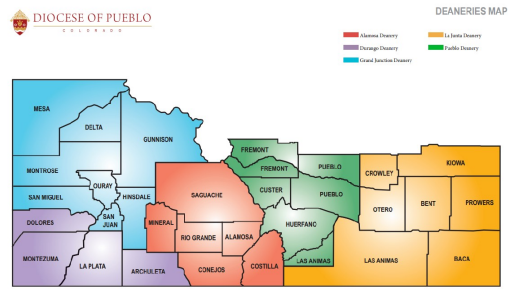 DIOCESE OF PUEBLO
COLORADO
DEANERIES MAP
Alamosa Deanery
La Junta Deanery
Durango Deanery
Pueblo Deanery
Grand Junction Deanery
MESA
DELTA
GUNNISON
MONTROSE
OURAY
SAN MIGUEL
HINSDALE
SAN
JUAN
DOLORES
MONTEZUMA
LA PLATA
ARCHULETA
SAGUACHE
MINERAL
RIO GRANDE
ALAMOSA
CONEJOS
COSTILLA
FREMONT
FREMONT
PUEBLO
CUSTER
PUEBLO
HUERFANC
LAS ANIMAS
CROWLEY
KIOWA
OTERO
BENT
PROWERS
LAS ANIMAS
BACA